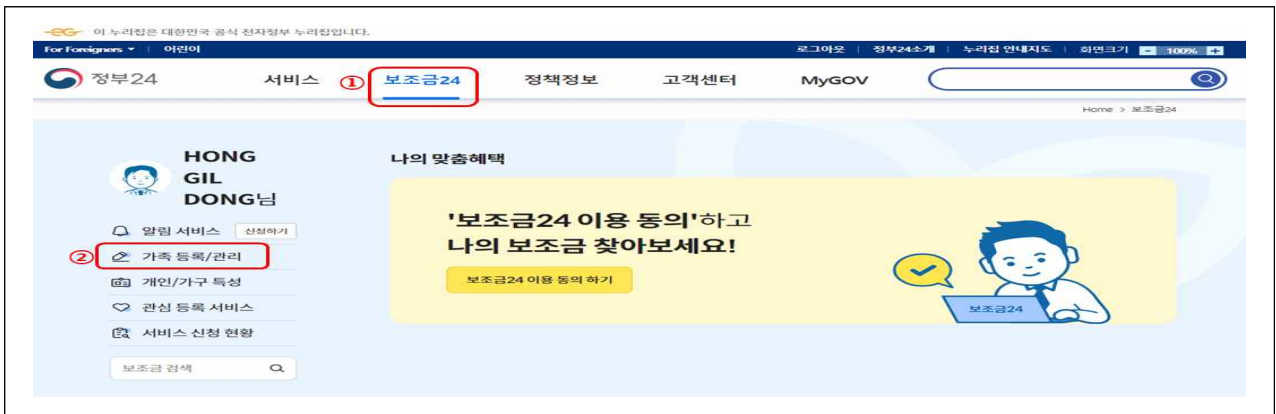 이 누리집은 대한민국 공식 전자정부 누리집입니다.
For Foreigners ▾ | 어린이 로그아웃 | 정부24소개 | 누리집 안내지도 | 화면크기 - 100% +
정부24 서비스 ① 보조금24 정책정보 고객센터 MyGOV
Home > 보조금24
HONG
GIL
DONG님
알림 서비스 신청하기
② 가족 등록/관리
개인/가구 특성
관심 등록 서비스
서비스 신청 현황
보조금 검색
나의 맞춤혜택
'보조금24 이용 동의'하고
나의 보조금 찾아보세요!
보조금24 이용 동의 하기
보조금24